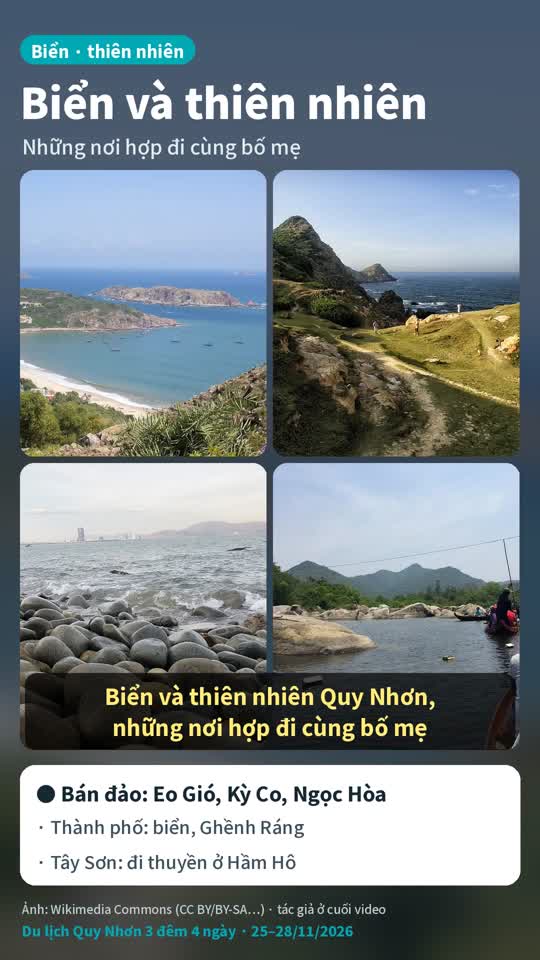 Biển · thiên nhiên
Biển và thiên nhiên
Những nơi hợp đi cùng bố mẹ
Biển và thiên nhiên Quy Nhơn,
những nơi hợp đi cùng bố mẹ
● Bán đảo: Eo Gió, Kỳ Co, Ngọc Hòa
· Thành phố: biển, Ghềnh Ráng
· Tây Sơn: đi thuyền ở Hầm Hô
Ảnh: Wikimedia Commons (CC BY/BY-SA…) · tác giả ở cuối video
Du lịch Quy Nhơn 3 đêm 4 ngày · 25–28/11/2026